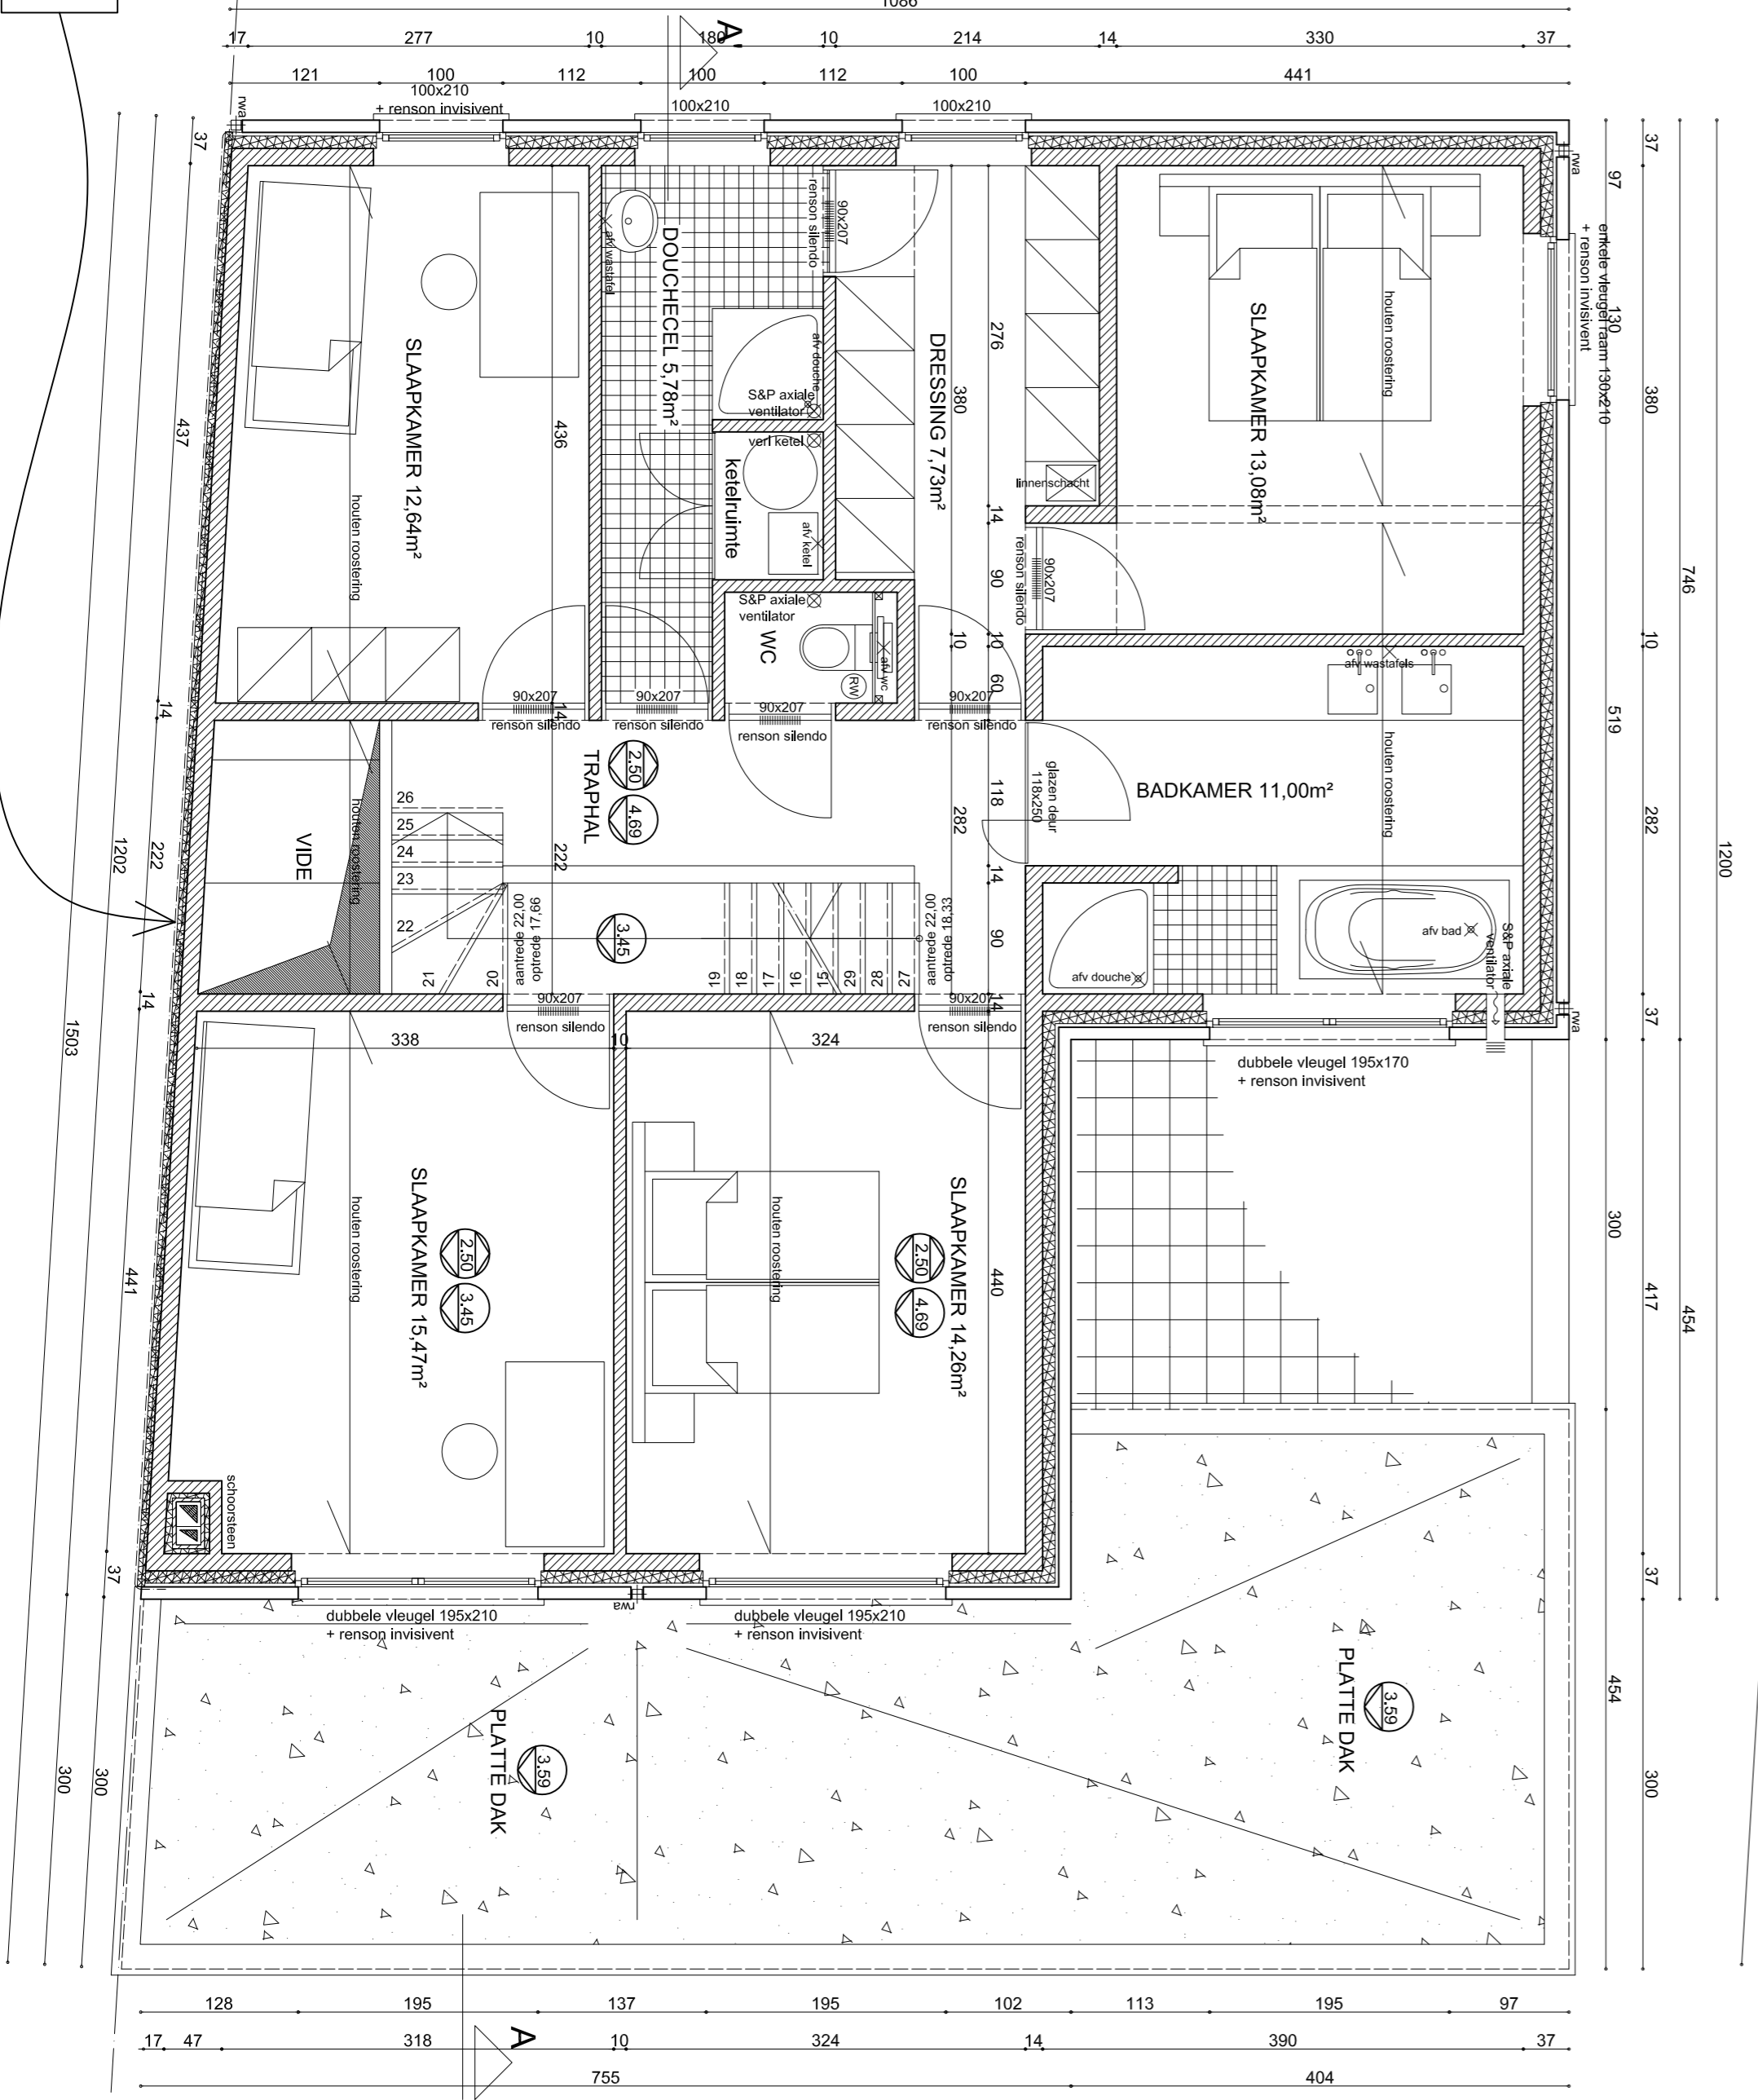 1086
17 277 10 180 10 214 14 330 37
A'
121 100 112 100 112 100 441
100x210
+ renson invisivent
100x210
100x210
rwa
rwa
37
97
130
enkele vleugel raam 130x210
+ renson invisivent
380
746
10
519
282
1200
37
300
417
454
37
454
300
37
437
14
222
1202
14
1503
441
37
300
300
SLAAPKAMER 12,64m²
houten roostering
436
afv wastafel
DOUCHECEL 5,78m²
90x207
renson silendo
afv douche
S&P axiale
ventilator
verl ketel
ketelruimte
afv ketel
DRESSING 7,73m²
380
276
linnenschacht
14
90
10
10
60
SLAAPKAMER 13,08m²
houten roostering
90x207
renson silendo
S&P axiale
ventilator
WC
RW
afv wc
90x207
renson silendo
90x207
renson silendo
90x207
renson silendo
90x207
renson silendo
14
TRAPHAL
2.50
4.69
118
282
222
14
90
14
glazen deur
118x250
BADKAMER 11,00m²
afv wastafels
houten roostering
VIDE
houten roostering
26
25
24
23
22
21
20
optrede 17,66
aantrede 22,00
3.45
19
18
17
16
15
29
28
27
optrede 18,33
aantrede 22,00
afv douche
afv bad
S&P axiale
ventilator
rwa
90x207
renson silendo
90x207
renson silendo
338 10 324
dubbele vleugel 195x170
+ renson invisivent
SLAAPKAMER 15,47m²
2.50
3.45
houten roostering
SLAAPKAMER 14,26m²
2.50
4.69
houten roostering
440
schoorsteen
dubbele vleugel 195x210
+ renson invisivent
rwa
dubbele vleugel 195x210
+ renson invisivent
PLATTE DAK
3.59
PLATTE DAK
3.59
128 195 137 195 102 113 195 97
A
17 47 318 10 324 14 390 37
755 404